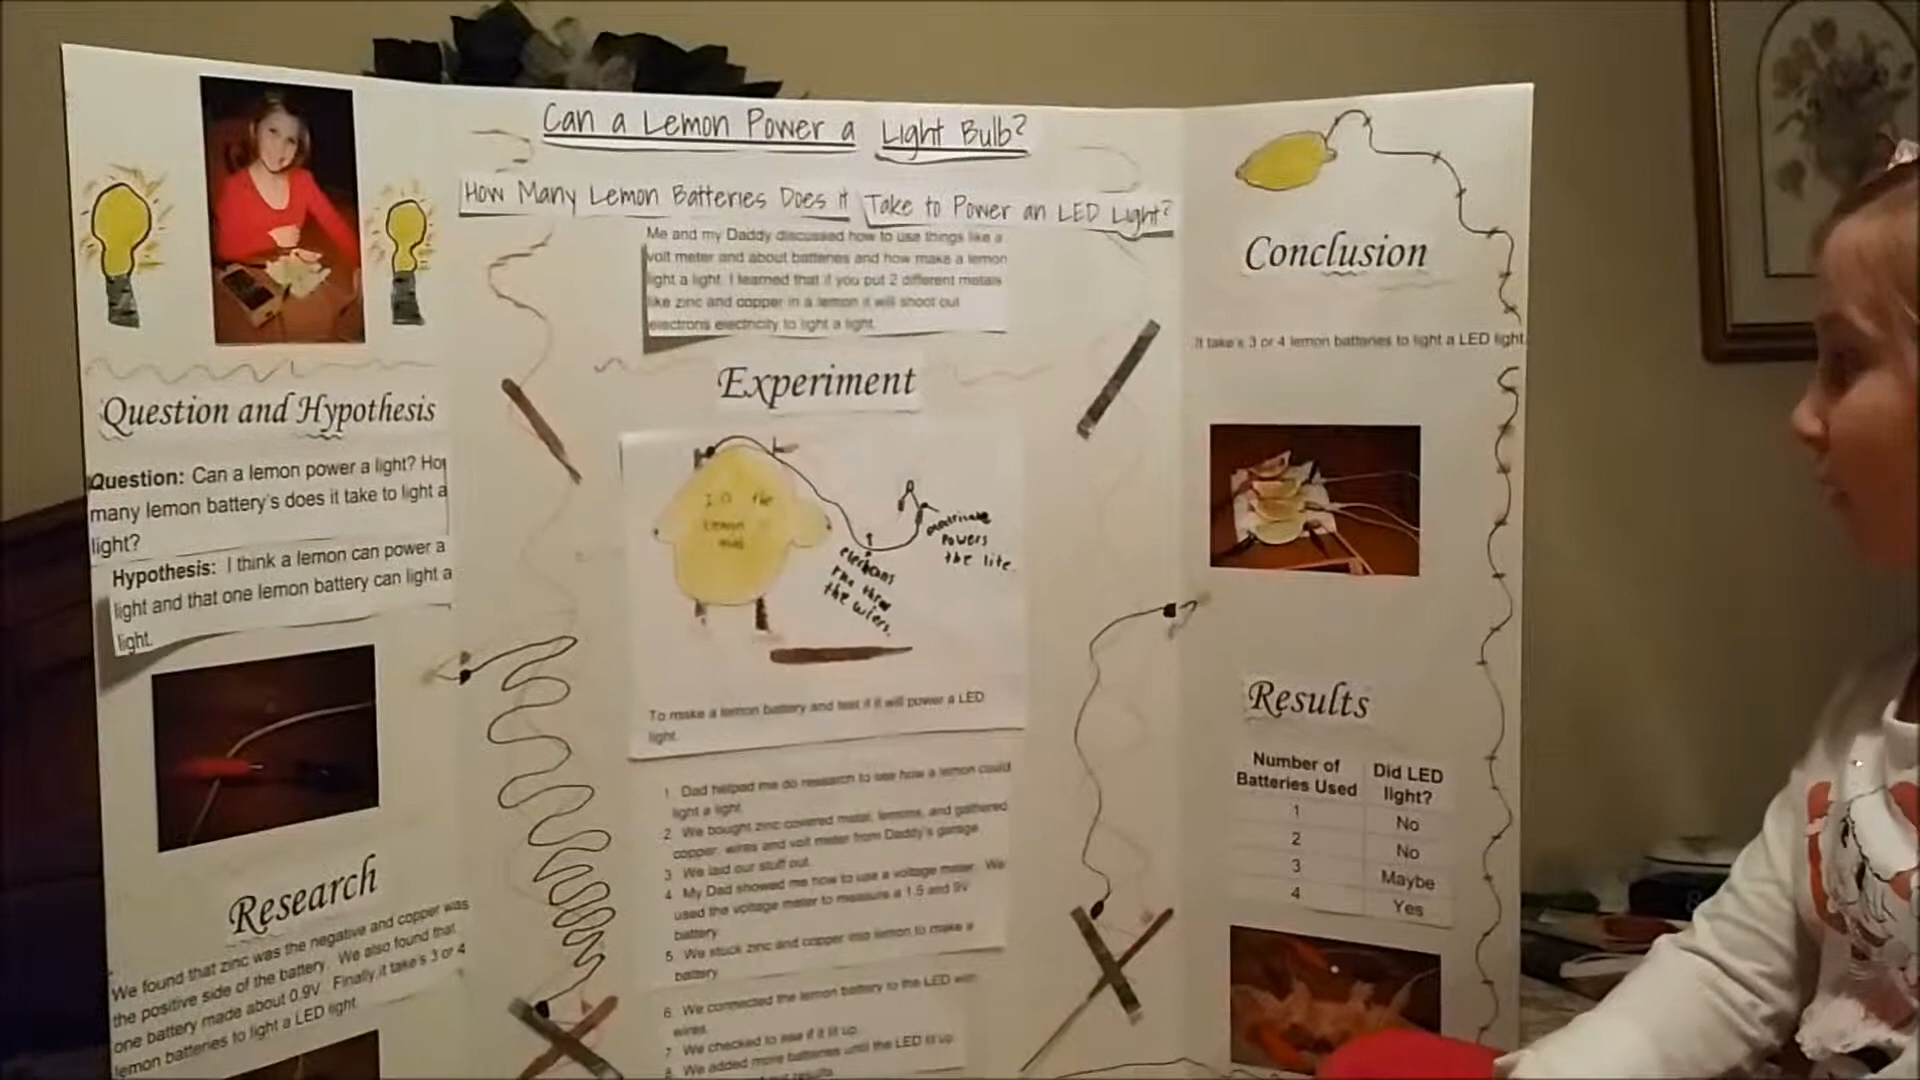 Can a Lemon Power a Light Bulb?
How Many Lemon Batteries Does it Take to Power an LED Light?
Me and my Daddy discussed how to use things like a
volt meter and about batteries and how make a lemon
light a light. I learned that if you put 2 different metals
like zinc and copper in a lemon it will shoot out
electrons electricity to light a light.
Question and Hypothesis
Question: Can a lemon power a light? How
many lemon battery's does it take to light a
light?
Hypothesis: I think a lemon can power a
light and that one lemon battery can light a
light.
Research
We found that zinc was the negative and copper was
the positive side of the battery. We also found that
one battery made about 0.9V. Finally it take's 3 or 4
lemon batteries to light a LED light.
Experiment
the
lemon
electrons
the wiers.
powers
the lite.
To make a lemon battery and test if it will power a LED
light.
1. Dad helped me do research to see how a lemon could
light a light.
2. We bought zinc covered metal, lemons, and gathered
copper, wires and volt meter from Daddy's garage.
3. We laid our stuff out.
4. My Dad showed me how to use a voltage meter. We
used the voltage meter to measure a 1.5 and 9V
battery.
5. We stuck zinc and copper into lemon to make a
battery.
6. We connected the lemon battery to the LED with
wires.
7. We checked to see if it lit up.
8. We added more batteries until the LED lit up.
results
Conclusion
It take's 3 or 4 lemon batteries to light a LED light
Results
Number of Batteries Used Did LED light?
1 No
2 No
3 Maybe
4 Yes